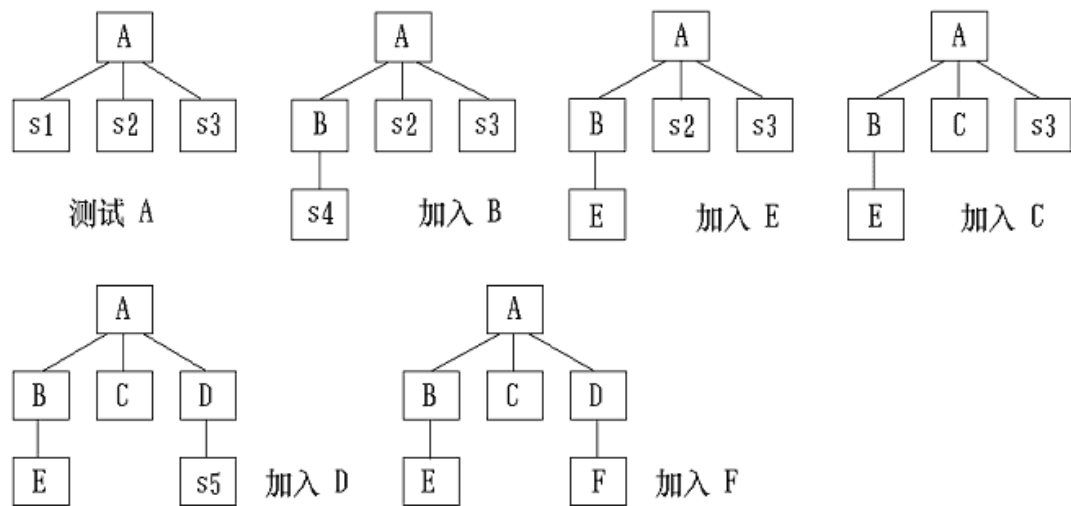 A A A A
s1 s2 s3 B s2 s3 B s2 s3 B C s3
测试 A s4 加入 B E 加入 E E 加入 C
A A
B C D B C D
E s5 加入 D E F 加入 F